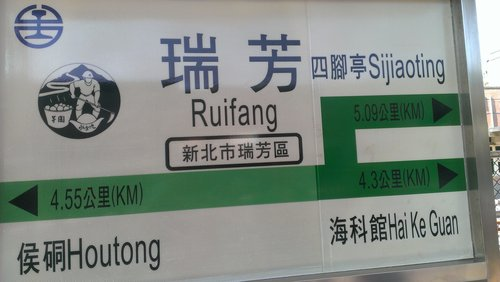 瑞芳
Ruifang
新北市瑞芳區
四腳亭Sijiaoting
5.09公里(KM)
4.3公里(KM)
4.55公里(KM)
侯硐Houtong
海科館Hai Ke Guan